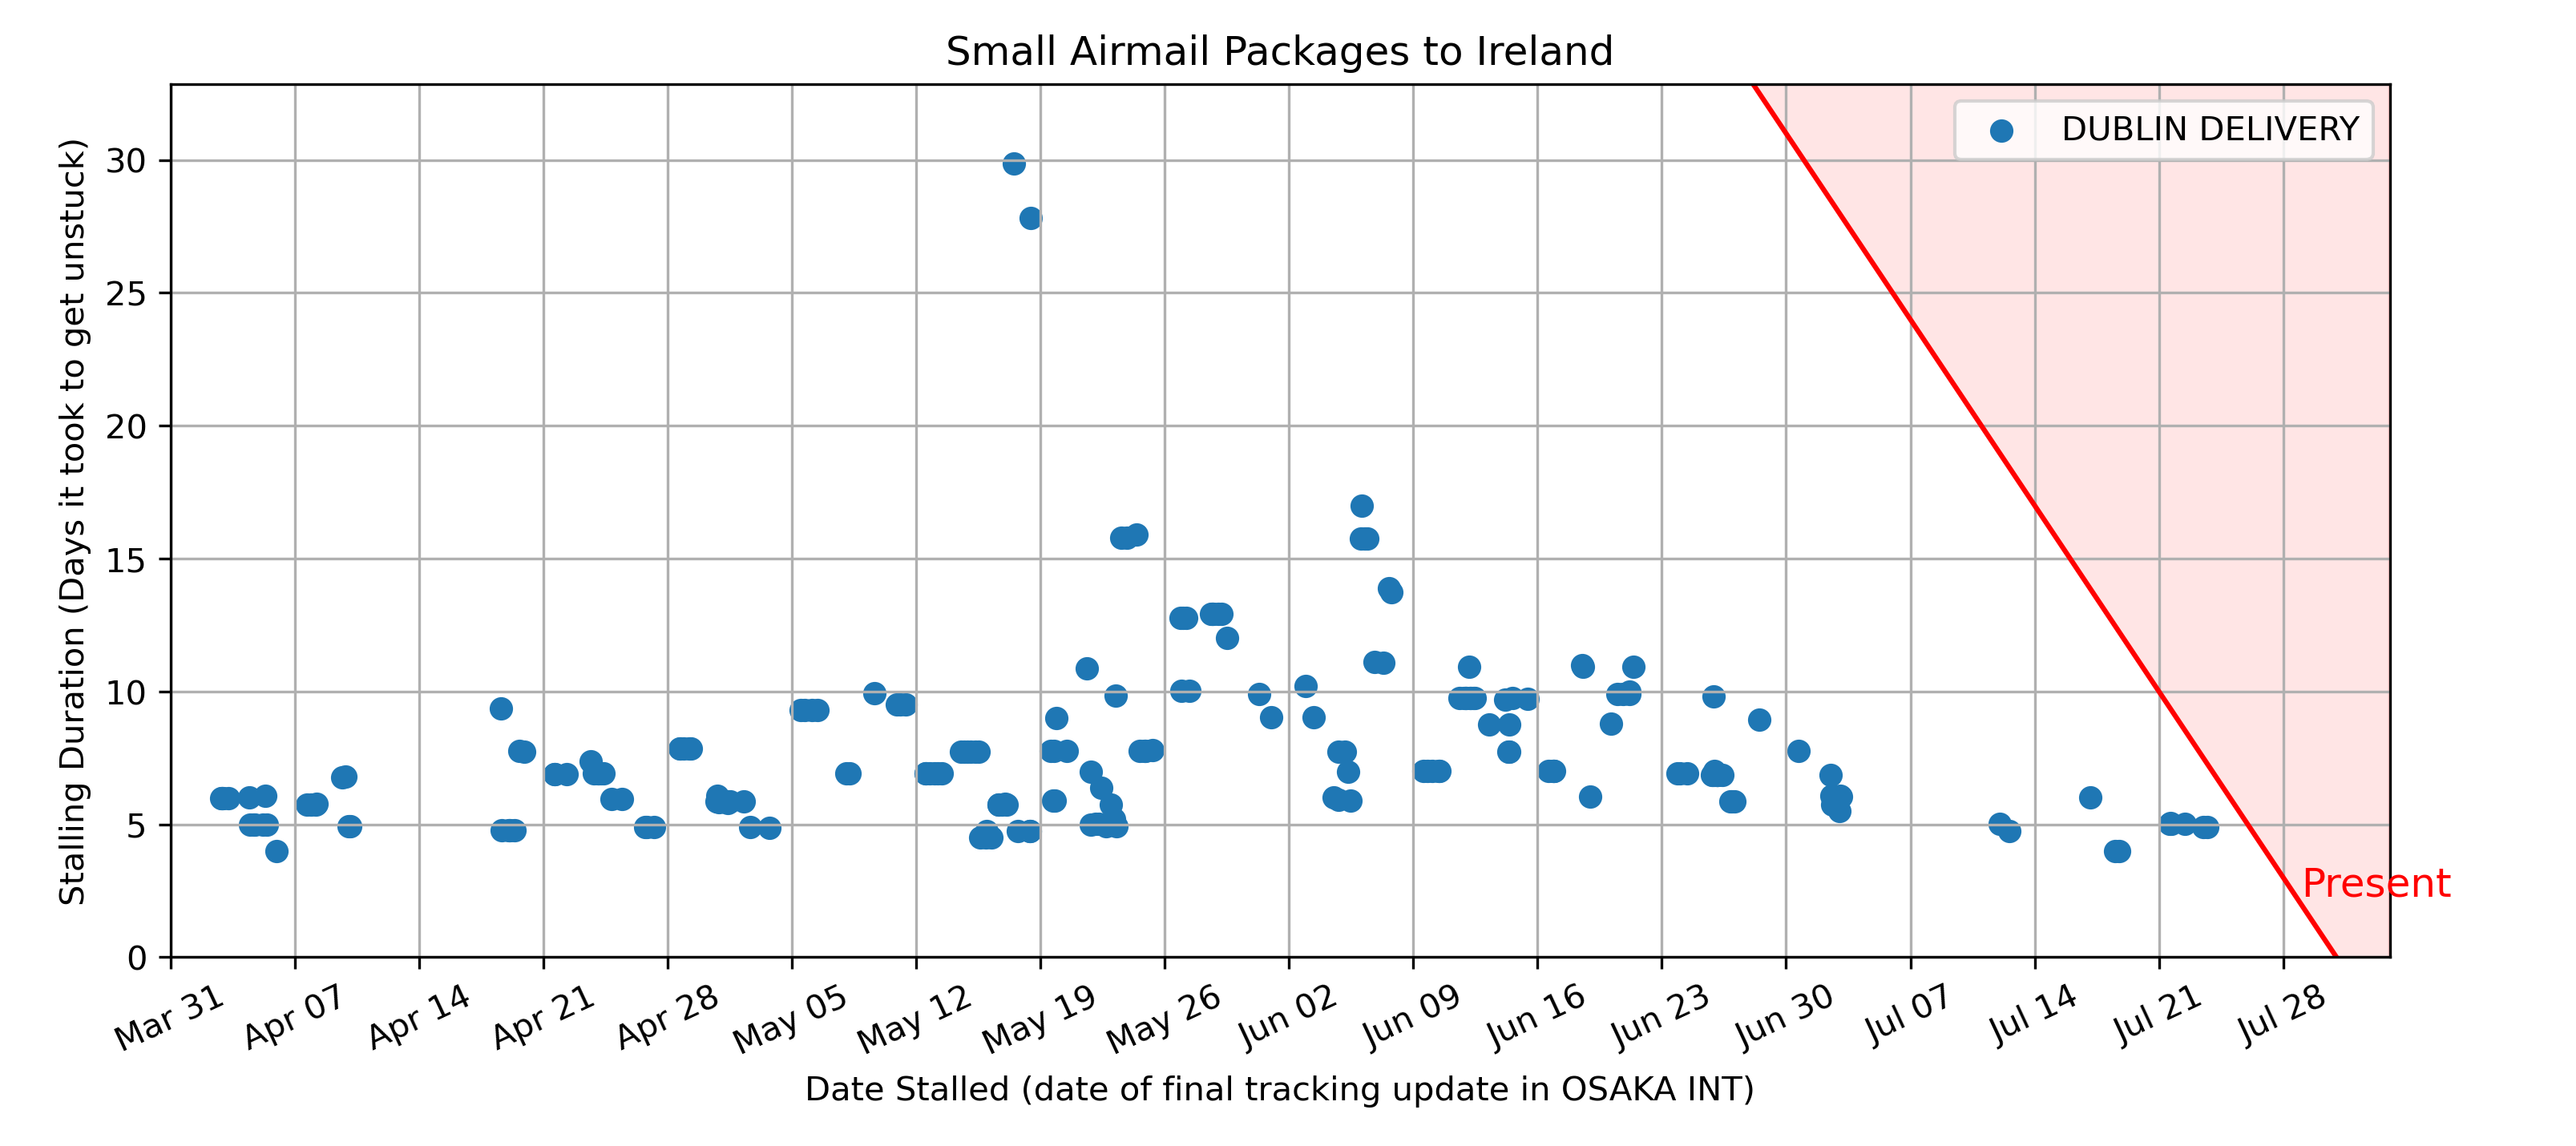 Small Airmail Packages to Ireland
DUBLIN DELIVERY
Stalling Duration (Days it took to get unstuck)
30
25
20
15
10
5
0
Present
Mar 31
Apr 07
Apr 14
Apr 21
Apr 28
May 05
May 12
May 19
May 26
Jun 02
Jun 09
Jun 16
Jun 23
Jun 30
Jul 07
Jul 14
Jul 21
Jul 28
Date Stalled (date of final tracking update in OSAKA INT)